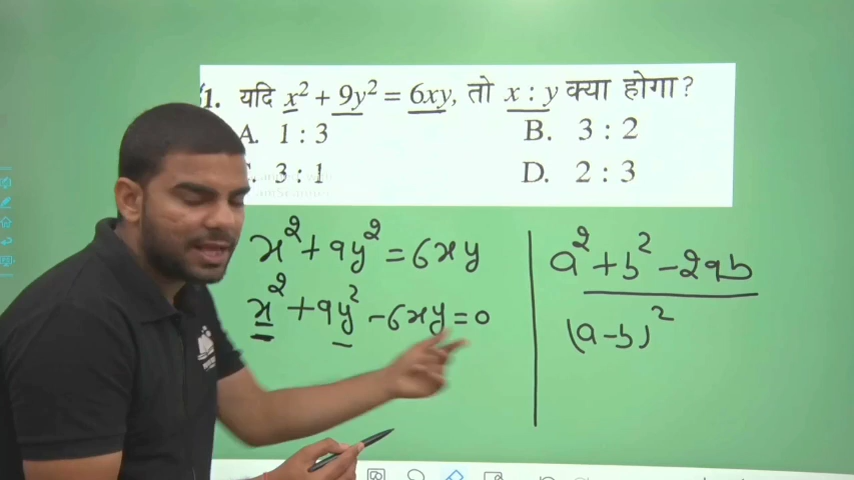 1. यदि x² + 9y² = 6xy, तो x : y क्या होगा?
A. 1 : 3
B. 3 : 2
. 3 : 1
D. 2 : 3
x² + 9y² = 6xy
x² + 9y² - 6xy = 0
a² + b² - 2ab
(a - b)²